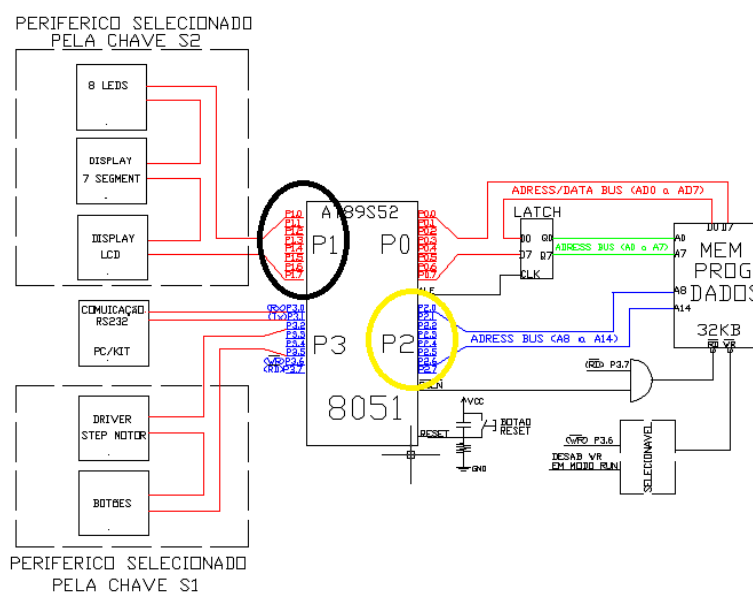 PERIFERICO SELECIONADO
PELA CHAVE S2
8 LEDS
DISPLAY
7 SEGMENT
DISPLAY
LCD
COMUICAÇÃO
RS232
PC/KIT
DRIVER
STEP MOTOR
BOTÕES
PERIFERICO SELECIONADO
PELA CHAVE S1
AT89S52
P1.0
P1.1
P1.2
P1.3
P1.4
P1.5
P1.6
P1.7
P1
P0
P0.0
P0.1
P0.2
P0.3
P0.4
P0.5
P0.6
P0.7
ALE
(Rx)P3.0
(Tx)P3.1
P3.2
P3.3
P3.4
P3.5
(WR)P3.6
(RD)P3.7
P3
P2
P2.0
P2.1
P2.2
P2.3
P2.4
P2.5
P2.6
P2.7
8051
PSEN
RESET
VCC
BOTAO
RESET
GND
ADRESS/DATA BUS (AD0 a AD7)
LATCH
D0 Q0
D7 Q7
CLK
ADRESS BUS (A0 a A7)
ADRESS BUS (A8 a A14)
D0 D7
A0
A7
A8
A14
MEM
PROG
DADOS
32KB
RD WR
(RD) P3.7
(WR) P3.6
DESAB WR
EM MODO RUN
SELECIONAVEL